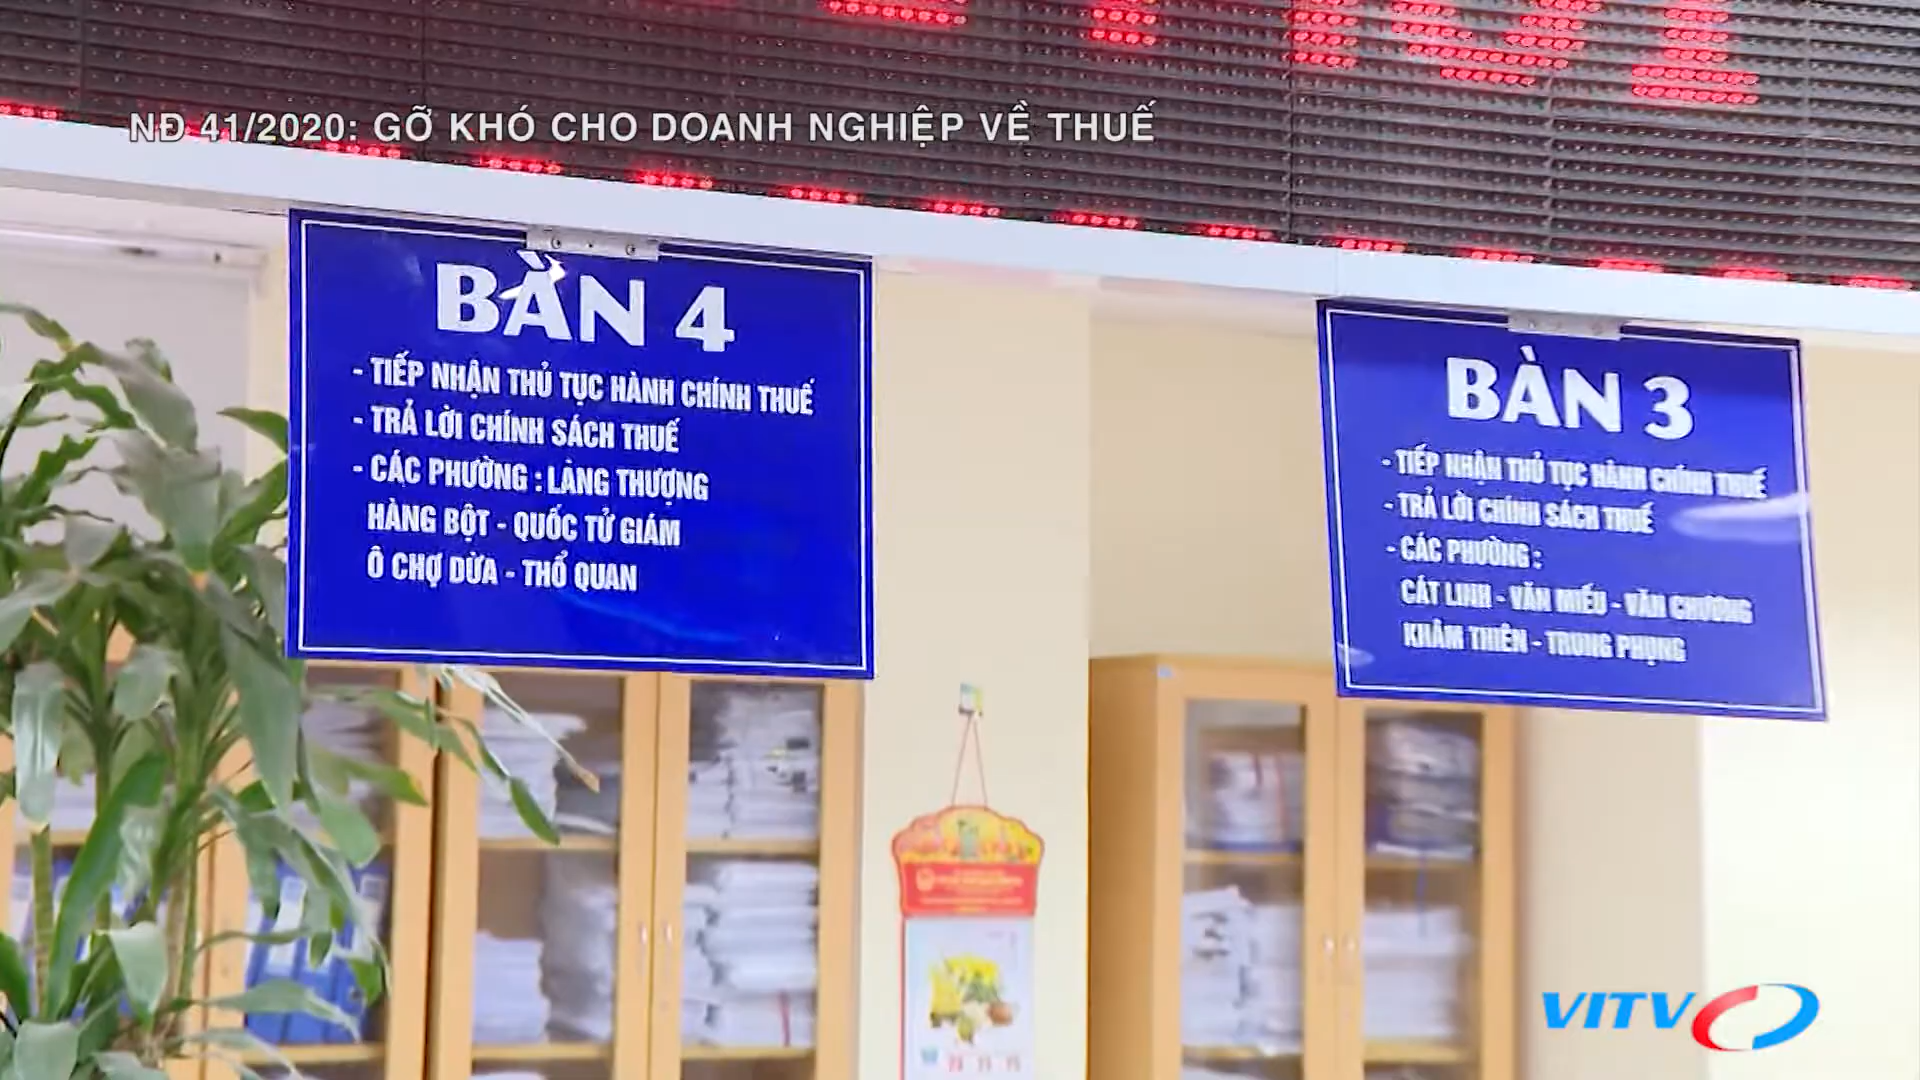 NĐ 41/2020: GỠ KHÓ CHO DOANH NGHIỆP VỀ THUẾ
BÀN 4
- TIẾP NHẬN THỦ TỤC HÀNH CHÍNH THUẾ
- TRẢ LỜI CHÍNH SÁCH THUẾ
- CÁC PHƯỜNG : LÀNG THƯỢNG
HÀNG BỘT - QUỐC TỬ GIÁM
Ô CHỢ DỪA - THỔ QUAN
BÀN 3
- TIẾP NHẬN THỦ TỤC HÀNH CHÍNH THUẾ
- TRẢ LỜI CHÍNH SÁCH THUẾ
- CÁC PHƯỜNG :
CÁT LINH - VĂN MIẾU - VĂN CHƯƠNG
KHÂM THIÊN - TRUNG PHỤNG
VITV